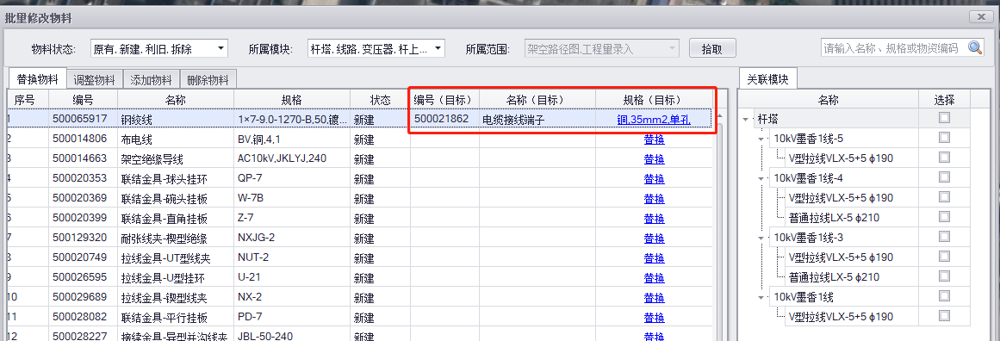 批量修改物料
物料状态: 原有, 新建, 利旧, 拆除 所属模块: 杆塔, 线路, 变压器, 杆上... 所属范围: 架空路径图,工程量录入 拾取 请输入名称、规格或物资编码
替换物料 调整物料 添加物料 删除物料 关联模块
序号 编号 名称 规格 状态 编号（目标） 名称（目标） 规格（目标）
1 500065917 钢绞线 1×7-9.0-1270-B,50,镀... 新建 500021862 电缆接线端子 铜,35mm2,单孔
2 500014806 布电线 BV,铜,4,1 新建 替换
3 500014663 架空绝缘导线 AC10kV,JKLYJ,240 新建 替换
4 500020353 联结金具-球头挂环 QP-7 新建 替换
5 500020369 联结金具-碗头挂板 W-7B 新建 替换
6 500020399 联结金具-直角挂板 Z-7 新建 替换
7 500129320 耐张线夹-楔型绝缘 NXJG-2 新建 替换
8 500020749 拉线金具-UT型线夹 NUT-2 新建 替换
9 500026595 拉线金具-U型挂环 U-21 新建 替换
10 500029689 拉线金具-楔型线夹 NX-2 新建 替换
11 500028082 联结金具-平行挂板 PD-7 新建 替换
12 500028227 接续金具-异型并沟线夹 JBL-50-240 新建 替换
名称 选择
杆塔
10kV墨香1线-5
V型拉线VLX-5+5 ϕ190
10kV墨香1线-4
V型拉线VLX-5+5 ϕ190
普通拉线LX-5 ϕ210
10kV墨香1线-3
V型拉线VLX-5+5 ϕ190
普通拉线LX-5 ϕ210
10kV墨香1线
V型拉线VLX-5+5 ϕ190